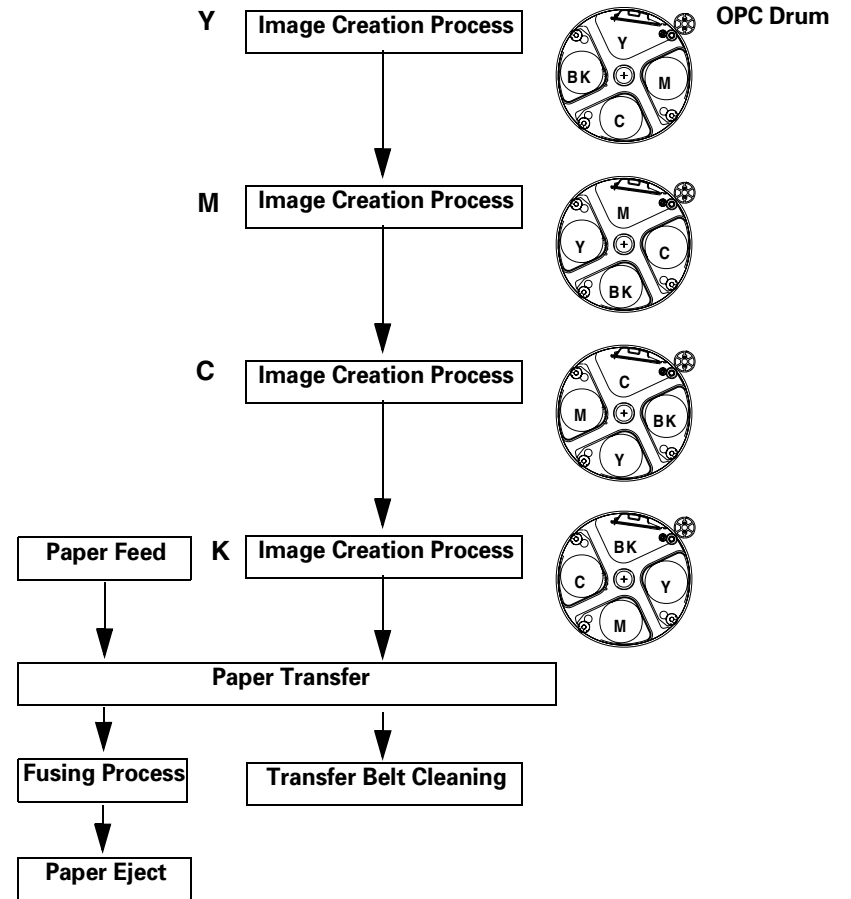 Y Image Creation Process OPC Drum
Y
BK M
C
M Image Creation Process
M
Y C
BK
C Image Creation Process
C
M BK
Y
Paper Feed K Image Creation Process
BK
C Y
M
Paper Transfer
Fusing Process Transfer Belt Cleaning
Paper Eject